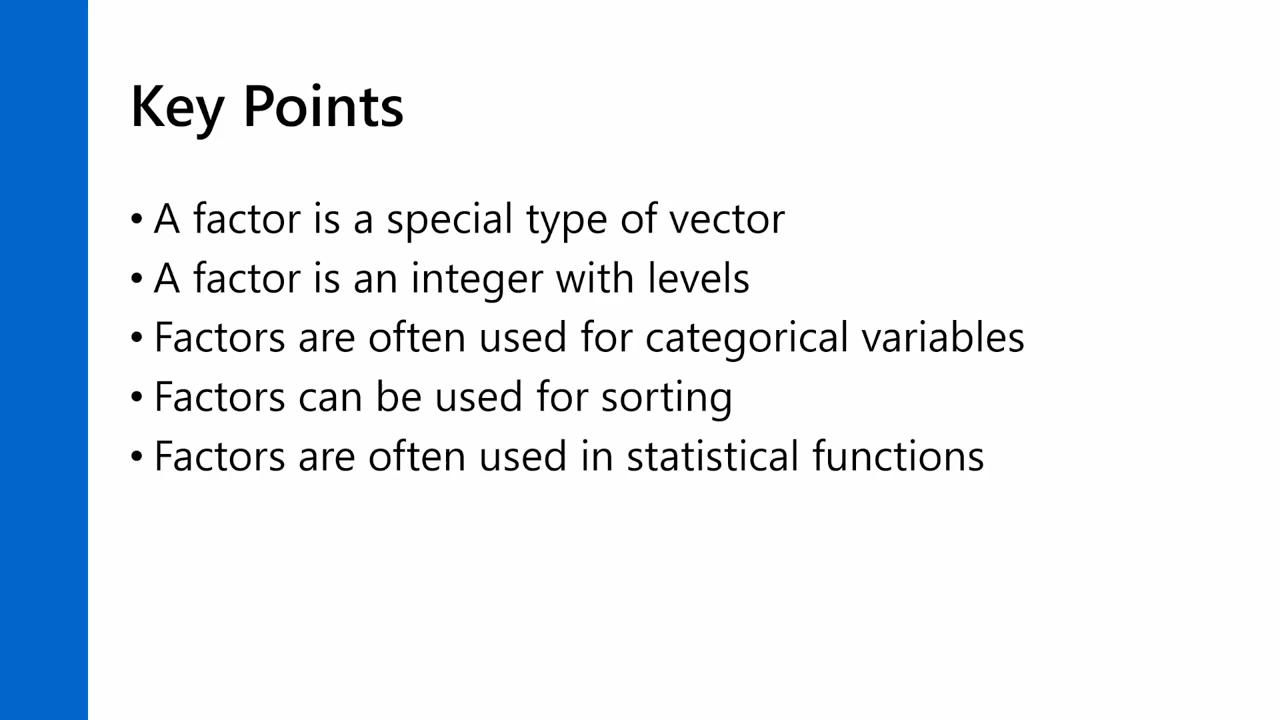 Key Points
• A factor is a special type of vector
• A factor is an integer with levels
• Factors are often used for categorical variables
• Factors can be used for sorting
• Factors are often used in statistical functions